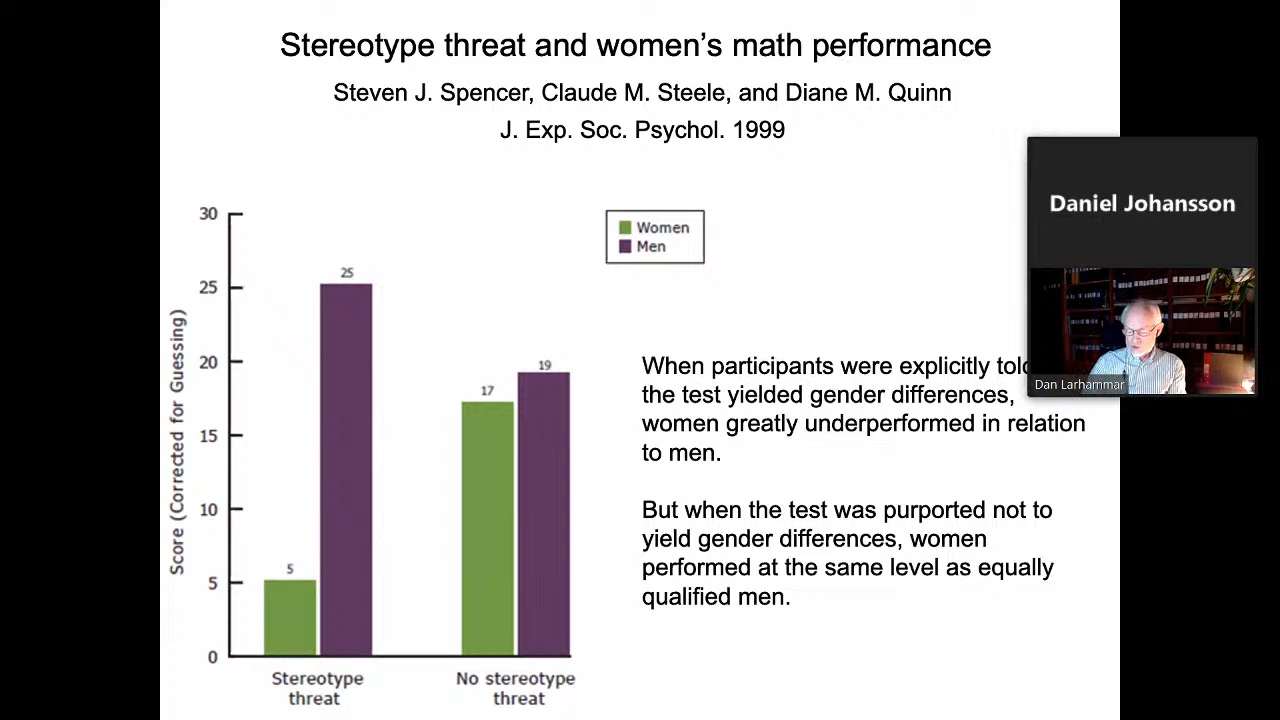 Stereotype threat and women’s math performance
Steven J. Spencer, Claude M. Steele, and Diane M. Quinn
J. Exp. Soc. Psychol. 1999
Score (Corrected for Guessing)
30
25
20
15
10
5
0
5
25
17
19
Stereotype
threat
No stereotype
threat
Women
Men
When participants were explicitly
the test yielded gender differences,
women greatly underperformed in relation
to men.
But when the test was purported not to
yield gender differences, women
performed at the same level as equally
qualified men.
Daniel Johansson
Dan Larhammar